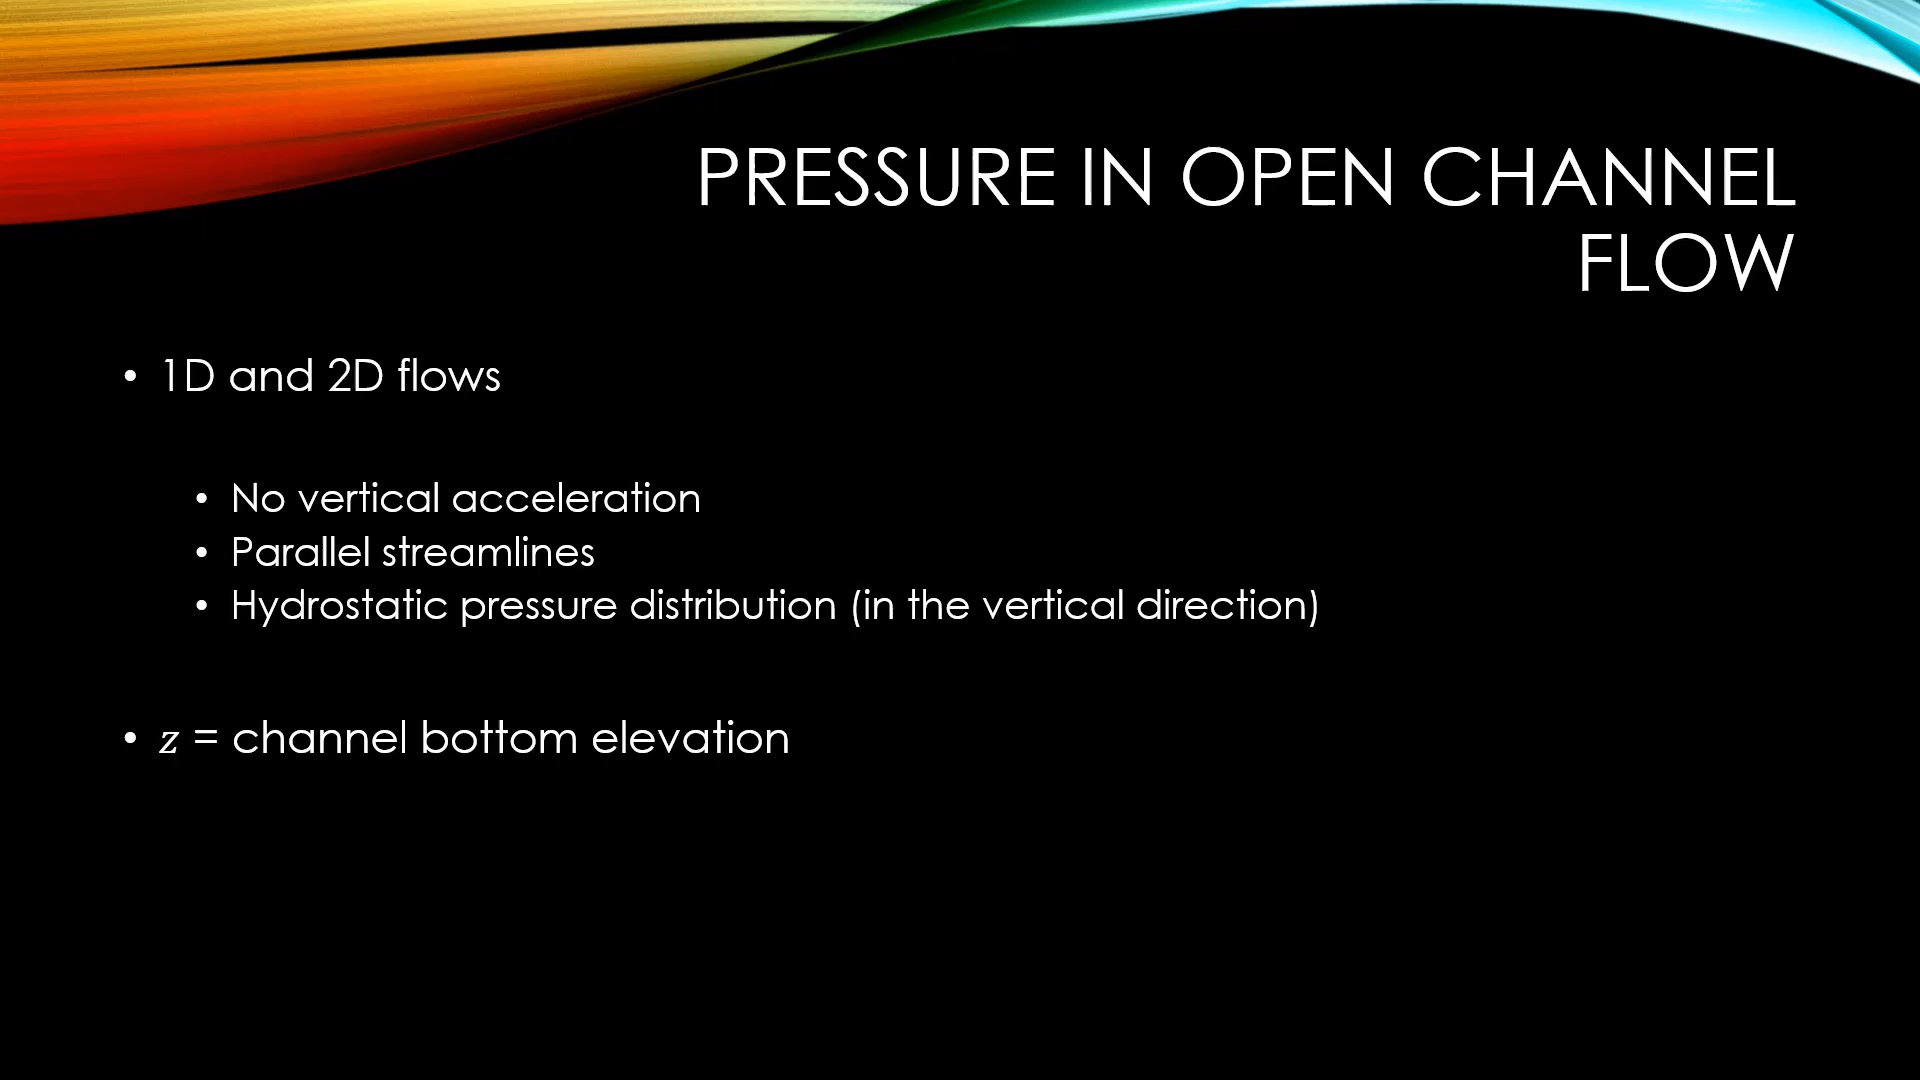 PRESSURE IN OPEN CHANNEL
FLOW
• 1D and 2D flows
• No vertical acceleration
• Parallel streamlines
• Hydrostatic pressure distribution (in the vertical direction)
• z = channel bottom elevation